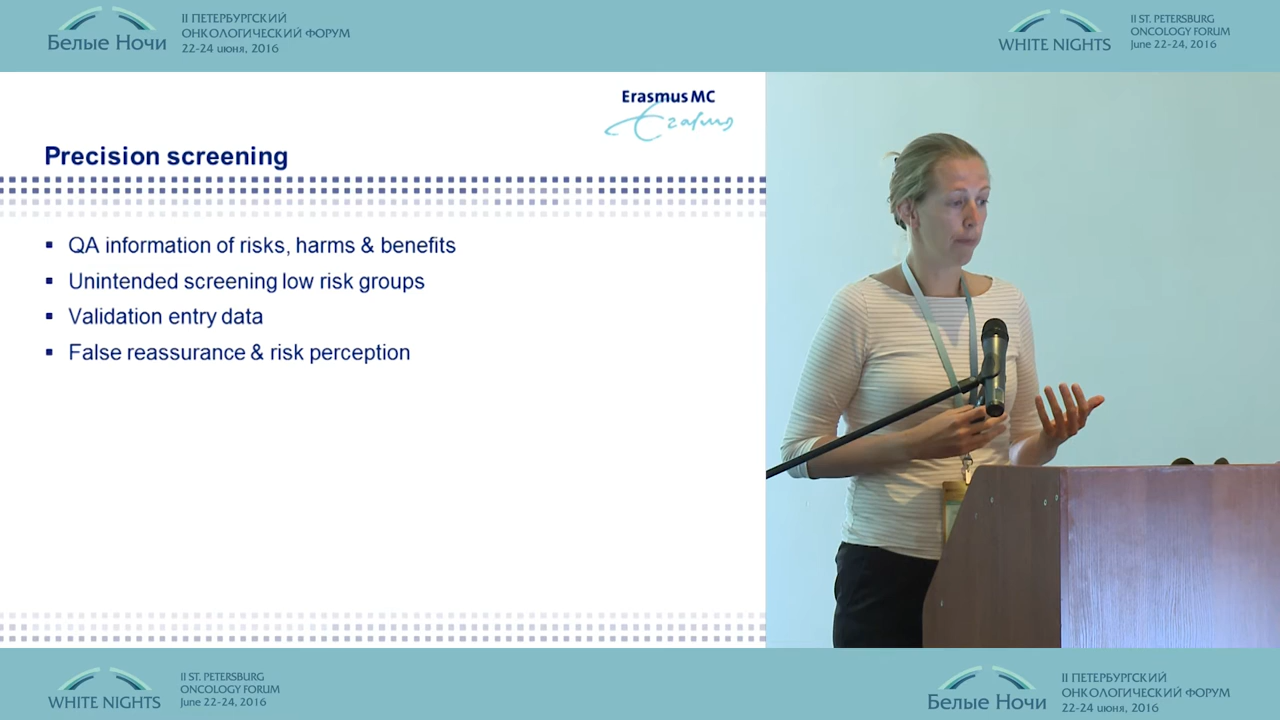 Белые Ночи
II ПЕТЕРБУРГСКИЙ
ОНКОЛОГИЧЕСКИЙ ФОРУМ
22-24 июня, 2016
WHITE NIGHTS
II ST. PETERSBURG
ONCOLOGY FORUM
June 22-24, 2016
Erasmus MC
Erasmus
Precision screening
▪ QA information of risks, harms & benefits
▪ Unintended screening low risk groups
▪ Validation entry data
▪ False reassurance & risk perception
WHITE NIGHTS
II ST. PETERSBURG
ONCOLOGY FORUM
June 22-24, 2016
Белые Ночи
II ПЕТЕРБУРГСКИЙ
ОНКОЛОГИЧЕСКИЙ ФОРУМ
22-24 июня, 2016